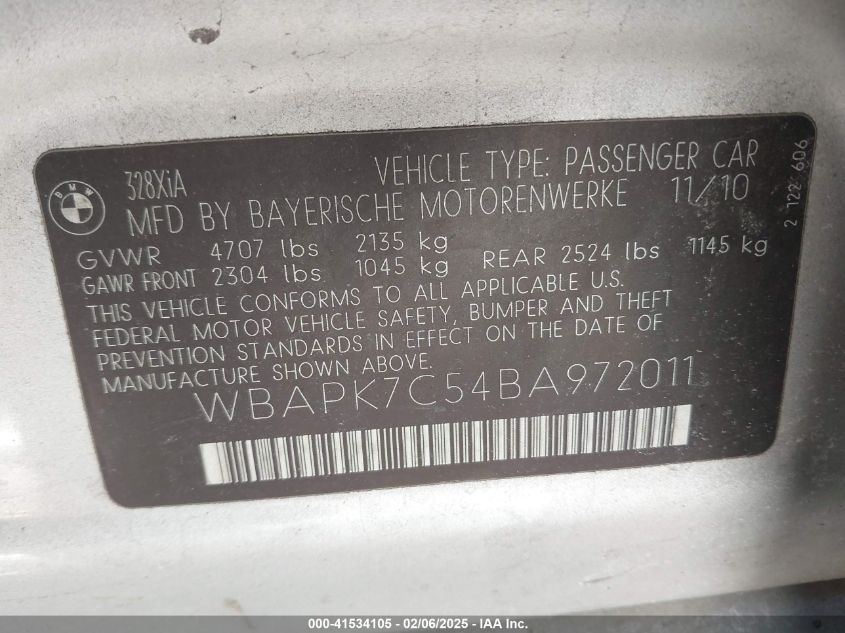 BMW
328XiA
VEHICLE TYPE: PASSENGER CAR
MFD BY BAYERISCHE MOTORENWERKE 11/10
GVWR 4707 lbs 2135 kg
GAWR FRONT 2304 lbs 1045 kg REAR 2524 lbs 1145 kg
THIS VEHICLE CONFORMS TO ALL APPLICABLE U.S.
FEDERAL MOTOR VEHICLE SAFETY, BUMPER AND THEFT
PREVENTION STANDARDS IN EFFECT ON THE DATE OF
MANUFACTURE SHOWN ABOVE.
WBAPK7C54BA972011
2 122 606
000-41534105 - 02/06/2025 - IAA Inc.